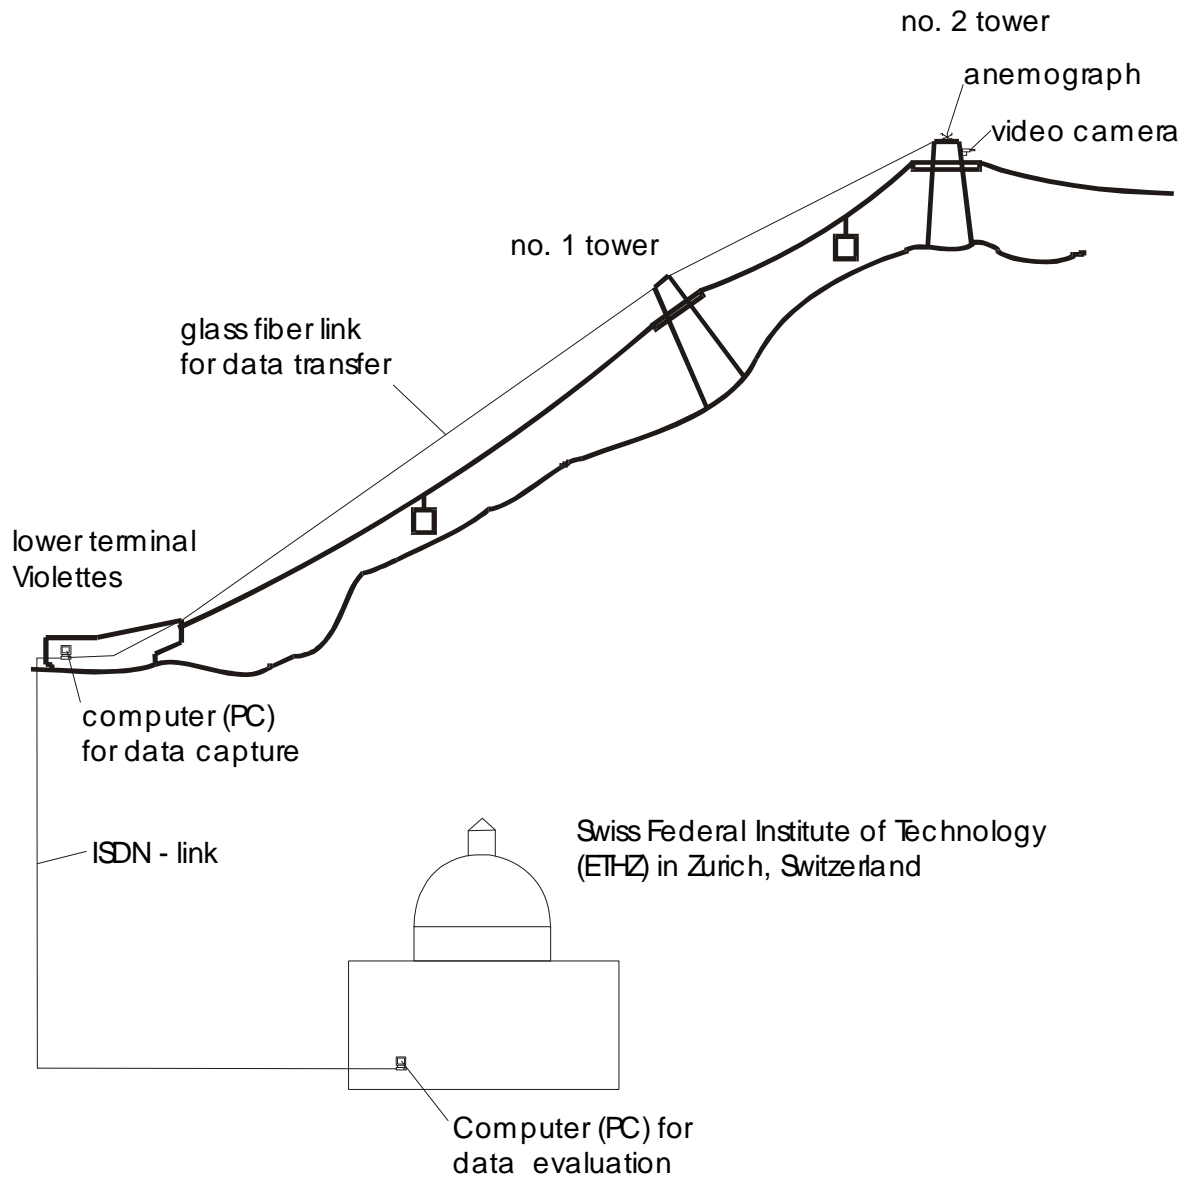 no. 2 tower
anemograph
video camera
no. 1 tower
glass fiber link
for data transfer
lower terminal
Violettes
computer (PC)
for data capture
Swiss Federal Institute of Technology
(ETHZ) in Zurich, Switzerland
ISDN - link
Computer (PC) for
data evaluation